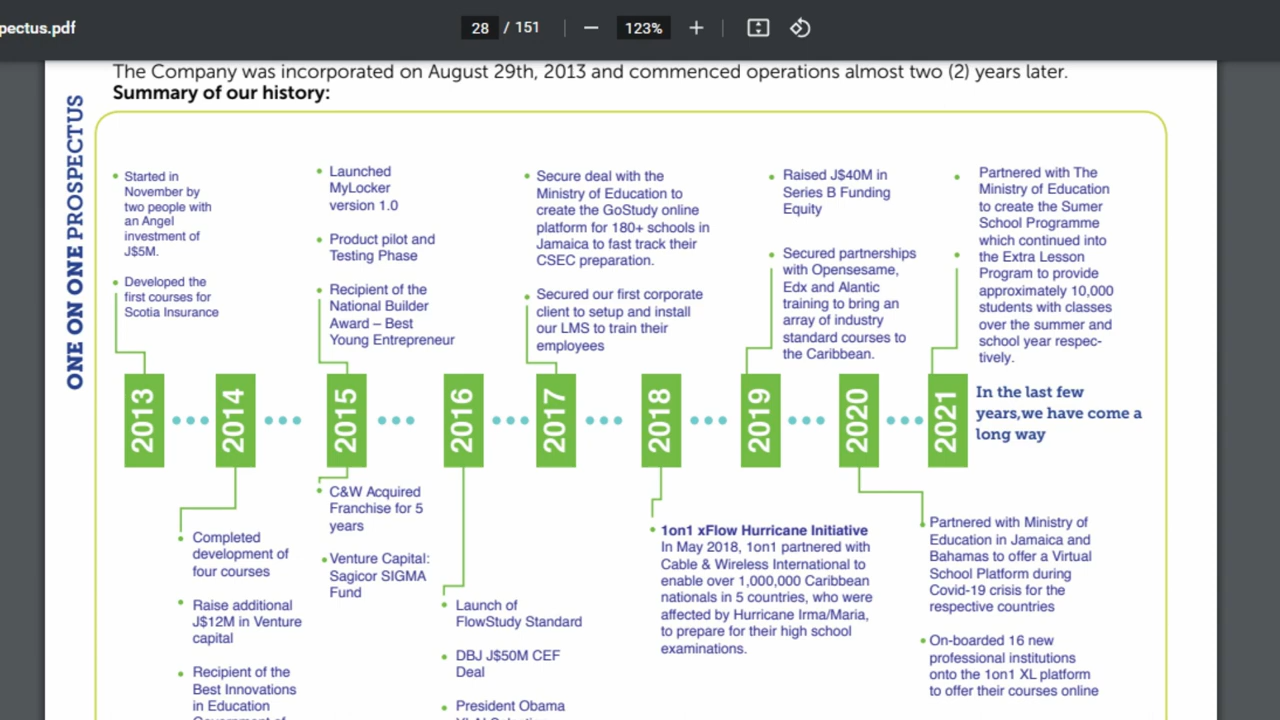 pectus.pdf
28 / 151
123%
The Company was incorporated on August 29th, 2013 and commenced operations almost two (2) years later.
Summary of our history:
ONE ON ONE PROSPECTUS
Started in
November by
two people with
an Angel
investment of
J$5M.
Developed the
first courses for
Scotia Insurance
Launched
MyLocker
version 1.0
Product pilot and
Testing Phase
Recipient of the
National Builder
Award – Best
Young Entrepreneur
Secure deal with the
Ministry of Education to
create the GoStudy online
platform for 180+ schools in
Jamaica to fast track their
CSEC preparation.
Secured our first corporate
client to setup and install
our LMS to train their
employees
Raised J$40M in
Series B Funding
Equity
Secured partnerships
with Opensesame,
Edx and Alantic
training to bring an
array of industry
standard courses to
the Caribbean.
Partnered with The
Ministry of Education
to create the Sumer
School Programme
which continued into
the Extra Lesson
Program to provide
approximately 10,000
students with classes
over the summer and
school year respec-
tively.
2013
2014
2015
2016
2017
2018
2019
2020
2021
In the last few
years,we have come a
long way
Completed
development of
four courses
Raise additional
J$12M in Venture
capital
Recipient of the
Best Innovations
in Education
Government of
C&W Acquired
Franchise for 5
years
Venture Capital:
Sagicor SIGMA
Fund
Launch of
FlowStudy Standard
DBJ J$50M CEF
Deal
President Obama
1on1 xFlow Hurricane Initiative
In May 2018, 1on1 partnered with
Cable & Wireless International to
enable over 1,000,000 Caribbean
nationals in 5 countries, who were
affected by Hurricane Irma/Maria,
to prepare for their high school
examinations.
Partnered with Ministry of
Education in Jamaica and
Bahamas to offer a Virtual
School Platform during
Covid-19 crisis for the
respective countries
On-boarded 16 new
professional institutions
onto the 1on1 XL platform
to offer their courses online